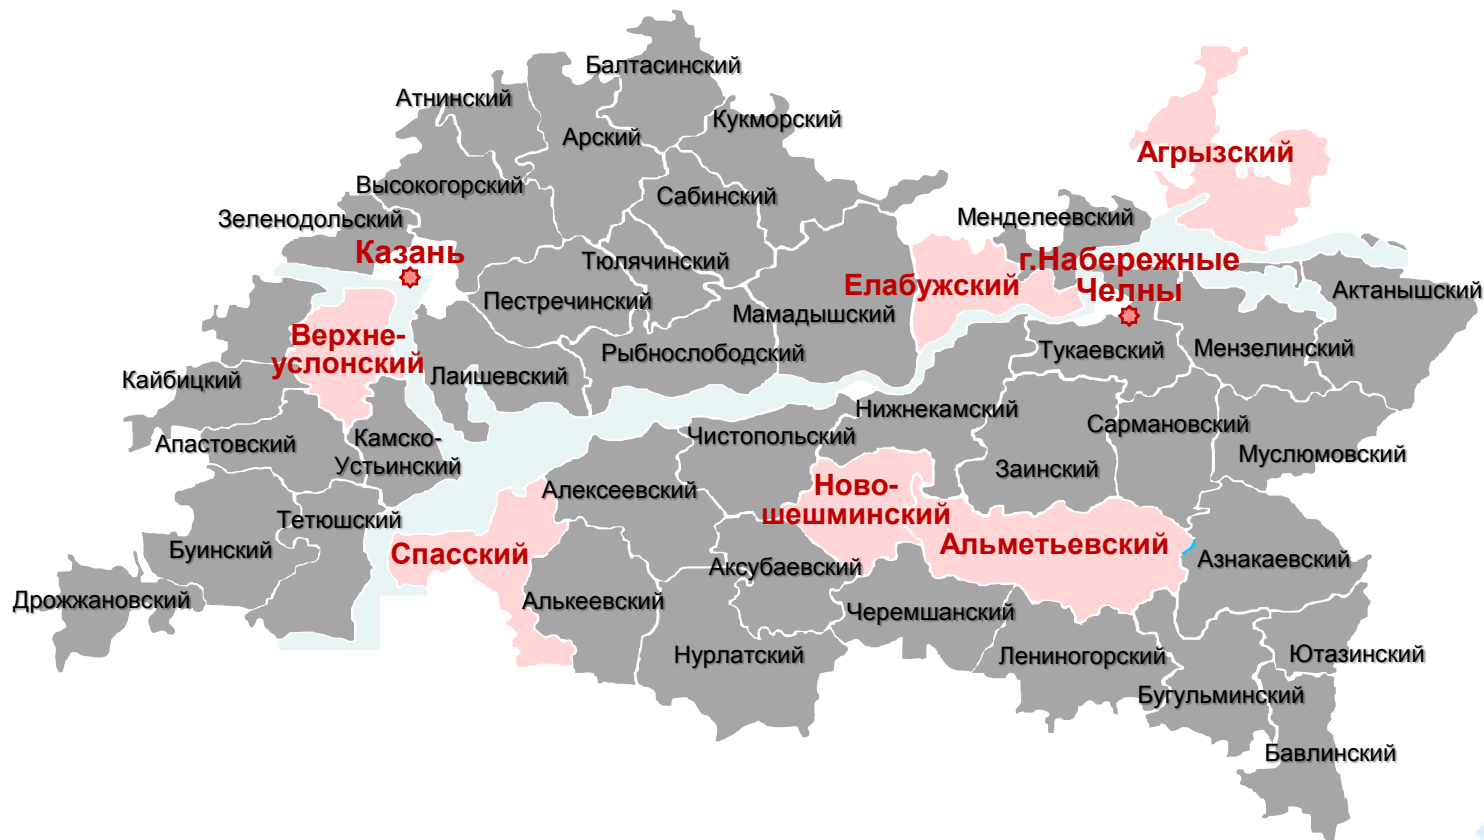 Балтасинский
Атнинский
Кукморский
Арский
Агрызский
Высокогорский
Сабинский
Зеленодольский
Менделеевский
Казань
Тюлячинский
г.Набережные
Челны
Елабужский
Актанышский
Пестречинский
Мамадышский
Верхне-
услонский
Рыбнослободский
Тукаевский
Мензелинский
Кайбицкий
Лаишевский
Нижнекамский
Сармановский
Апастовский
Камско-
Устьинский
Чистопольский
Муслюмовский
Заинский
Алексеевский
Ново-
шешминский
Тетюшский
Буинский
Спасский
Альметьевский
Азнакаевский
Аксубаевский
Дрожжановский
Алькеевский
Черемшанский
Нурлатский
Лениногорский
Ютазинский
Бугульминский
Бавлинский